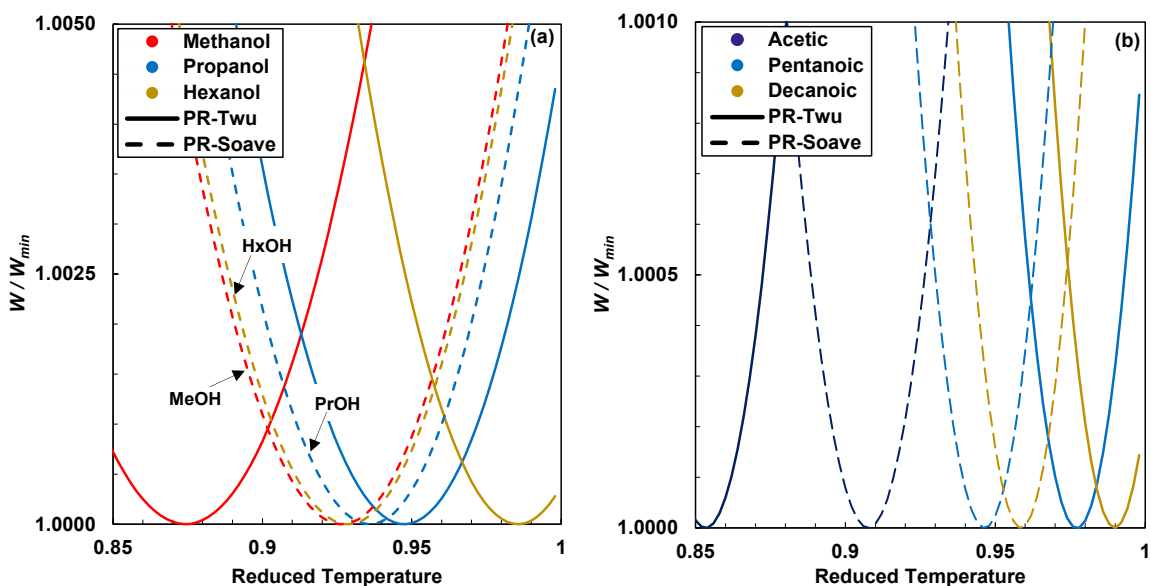 (a)
Methanol
Propanol
Hexanol
PR-Twu
PR-Soave
HxOH
MeOH
PrOH
W / Wmin
1.0050
1.0025
1.0000
0.85
0.9
0.95
1
Reduced Temperature
(b)
Acetic
Pentanoic
Decanoic
PR-Twu
PR-Soave
W / Wmin
1.0010
1.0005
1.0000
0.85
0.9
0.95
1
Reduced Temperature